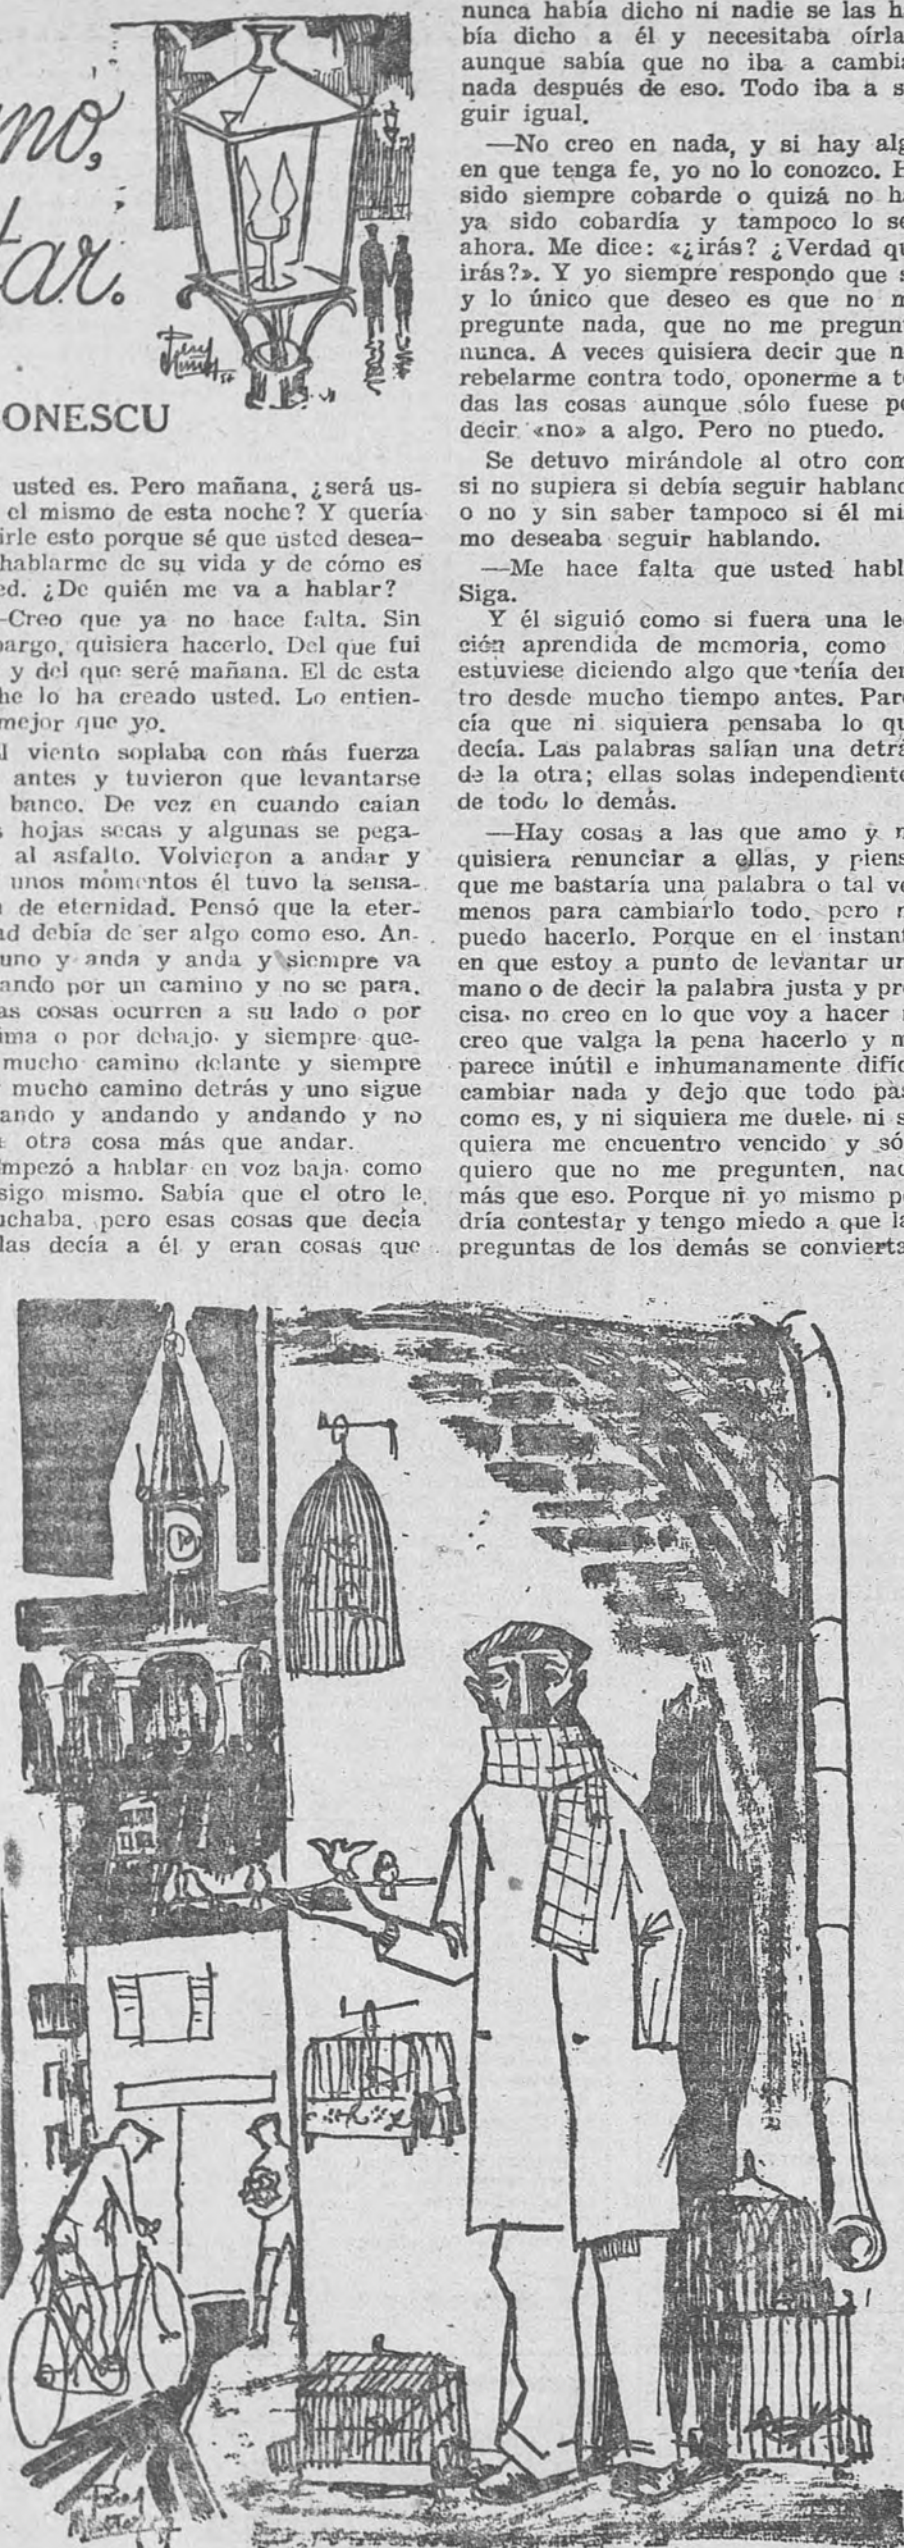 no,
tar.
ONESCU
usted es. Pero mañana, ¿será us-
el mismo de esta noche? Y quería
irle esto porque sé que usted desea-
hablarme de su vida y de cómo es
ed. ¿De quién me va a hablar?
-Creo que ya no hace falta. Sin
bargo, quisiera hacerlo. Del que fui
y del que seré mañana. El de esta
he lo ha creado usted. Lo entien-
mejor que yo.
l viento soplaba con más fuerza
antes y tuvieron que levantarse
banco. De vez en cuando caían
s hojas secas y algunas se pega-
al asfalto. Volvieron a andar y
unos momentos él tuvo la sensa-
n de eternidad. Pensó que la eter-
ad debía de ser algo como eso. An-
uno y anda y anda y siempre va
ando por un camino y no se para.
as cosas ocurren a su lado o por
ima o por debajo, y siempre que-
mucho camino delante y siempre
mucho camino detrás y uno sigue
ando y andando y andando y no
otra cosa más que andar.
mpezó a hablar en voz baja, como
sigo mismo. Sabía que el otro le
uchaba, pero esas cosas que decía
las decía a él y eran cosas que
nunca había dicho ni nadie se las ha
bía dicho a él y necesitaba oírla
aunque sabía que no iba a cambia
nada después de eso. Todo iba a s
guir igual.
—No creo en nada, y si hay alg
en que tenga fe, yo no lo conozco. H
sido siempre cobarde o quizá no ha
ya sido cobardía y tampoco lo se
ahora. Me dice: «¿irás? ¿Verdad qu
irás?». Y yo siempre respondo que s
y lo único que deseo es que no m
pregunte nada, que no me pregunt
nunca. A veces quisiera decir que n
rebelarme contra todo, oponerme a to
das las cosas aunque sólo fuese po
decir «no» a algo. Pero no puedo.
Se detuvo mirándole al otro com
si no supiera si debía seguir habland
o no y sin saber tampoco si él mis
mo deseaba seguir hablando.
—Me hace falta que usted habl
Siga.
Y él siguió como si fuera una lec
ción aprendida de memoria, como s
estuviese diciendo algo que tenía den
tro desde mucho tiempo antes. Pare
cía que ni siquiera pensaba lo qu
decía. Las palabras salían una detrá
de la otra; ellas solas independiente
de todo lo demás.
—Hay cosas a las que amo y n
quisiera renunciar a ellas, y piens
que me bastaría una palabra o tal ve
menos para cambiarlo todo, pero n
puedo hacerlo. Porque en el instant
en que estoy a punto de levantar un
mano o de decir la palabra justa y pre
cisa, no creo en lo que voy a hacer n
creo que valga la pena hacerlo y m
parece inútil e inhumanamente difíc
cambiar nada y dejo que todo pas
como es, y ni siquiera me duele, ni s
quiera me encuentro vencido y sól
quiero que no me pregunten, nad
más que eso. Porque ni yo mismo po
dría contestar y tengo miedo a que la
preguntas de los demás se convierta